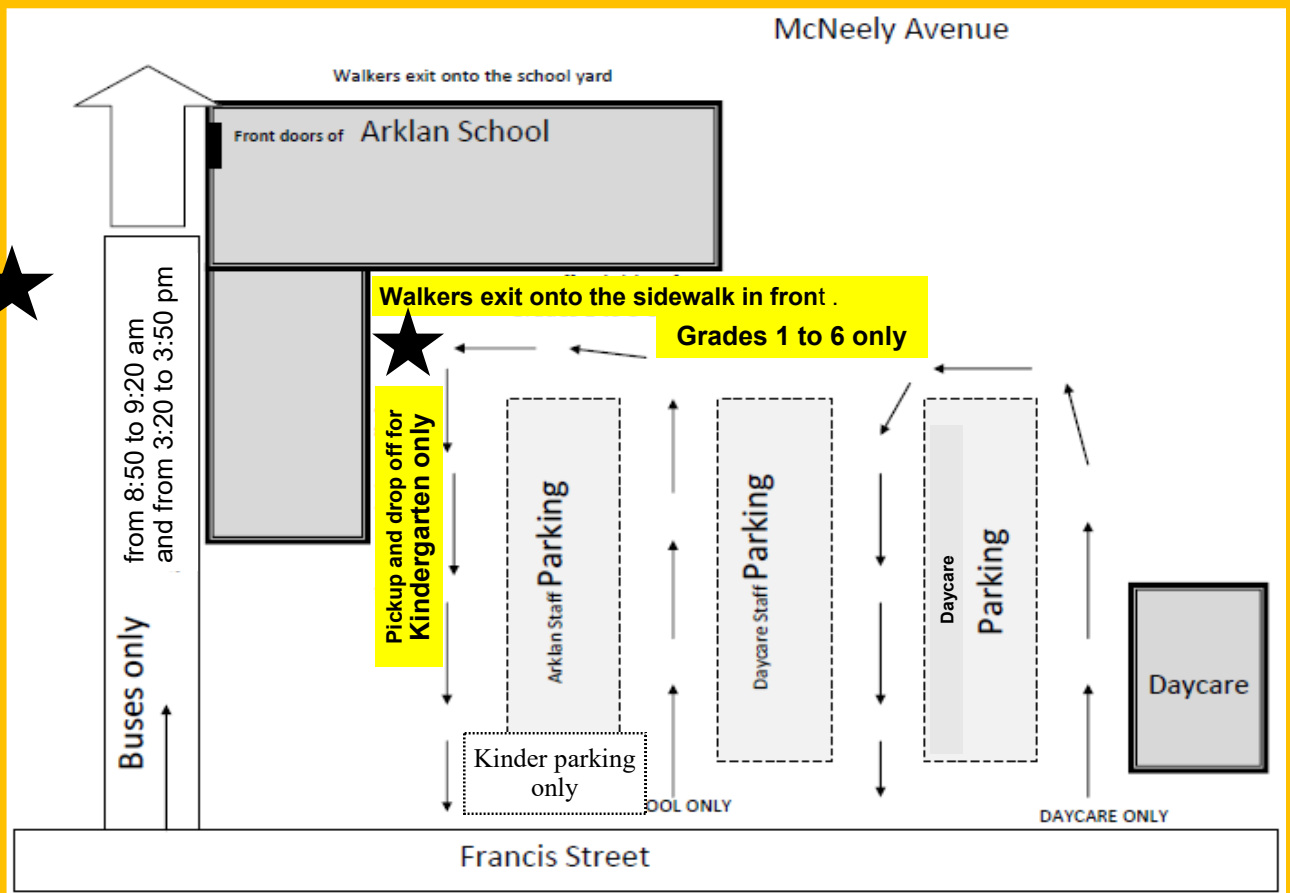 McNeely Avenue
Walkers exit onto the school yard
Front doors of Arklan School
Walkers exit onto the sidewalk in front .
Grades 1 to 6 only
from 8:50 to 9:20 am
and from 3:20 to 3:50 pm
Buses only
Pickup and drop off for
Kindergarten only
Arklan Staff Parking
Kinder parking
only
Daycare Staff Parking
Daycare
Parking
Daycare
OOL ONLY
DAYCARE ONLY
Francis Street